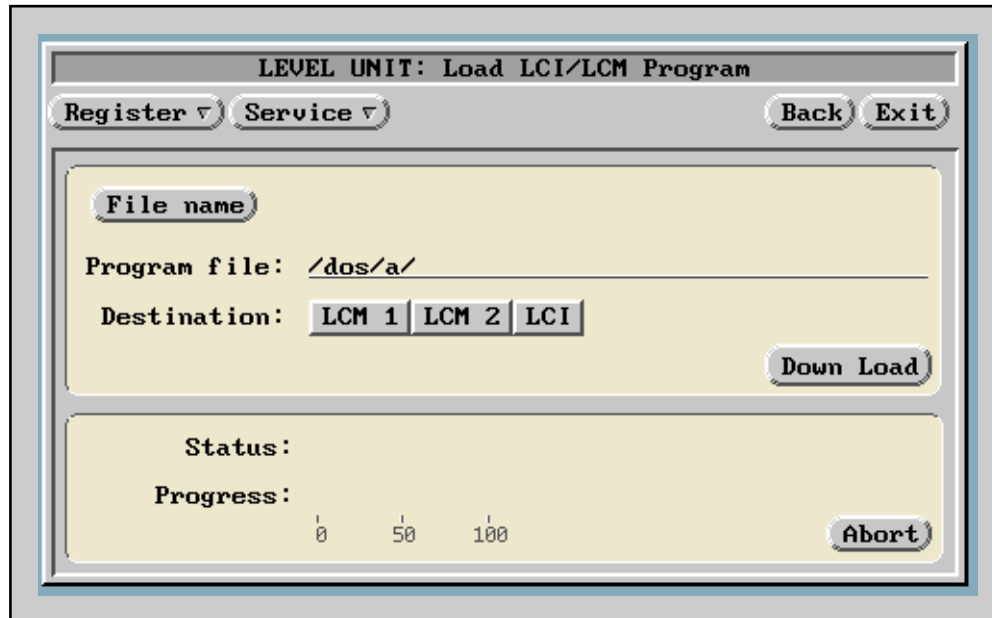 LEVEL UNIT: Load LCI/LCM Program
Register Service Back Exit
File name
Program file: /dos/a/
Destination: LCM 1 LCM 2 LCI
Down Load
Status:
Progress:
0 50 100
Abort